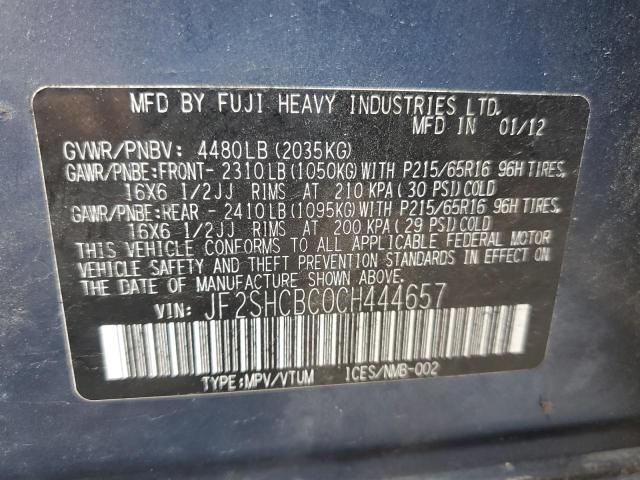 MFD BY FUJI HEAVY INDUSTRIES LTD.
MFD IN 01/12
GVWR/PNBV: 4480LB (2035KG)
GAWR/PNBE:FRONT- 2310LB(1050KG)WITH P215/65R16 96H TIRES,
16X6 1/2JJ RIMS AT 210 KPA( 30 PSI)COLD
GAWR/PNBE:REAR - 2410LB(1095KG)WITH P215/65R16 96H TIRES,
16X6 1/2JJ RIMS AT 200 KPA( 29 PSI)COLD
THIS VEHICLE CONFORMS TO ALL APPLICABLE FEDERAL MOTOR
VEHICLE SAFETY AND THEFT PREVENTION STANDARDS IN EFFECT ON
THE DATE OF MANUFACTURE SHOWN ABOVE.
VIN: JF2SHCBC0CH444657
TYPE:MPV/VTUM ICES/NMB-002